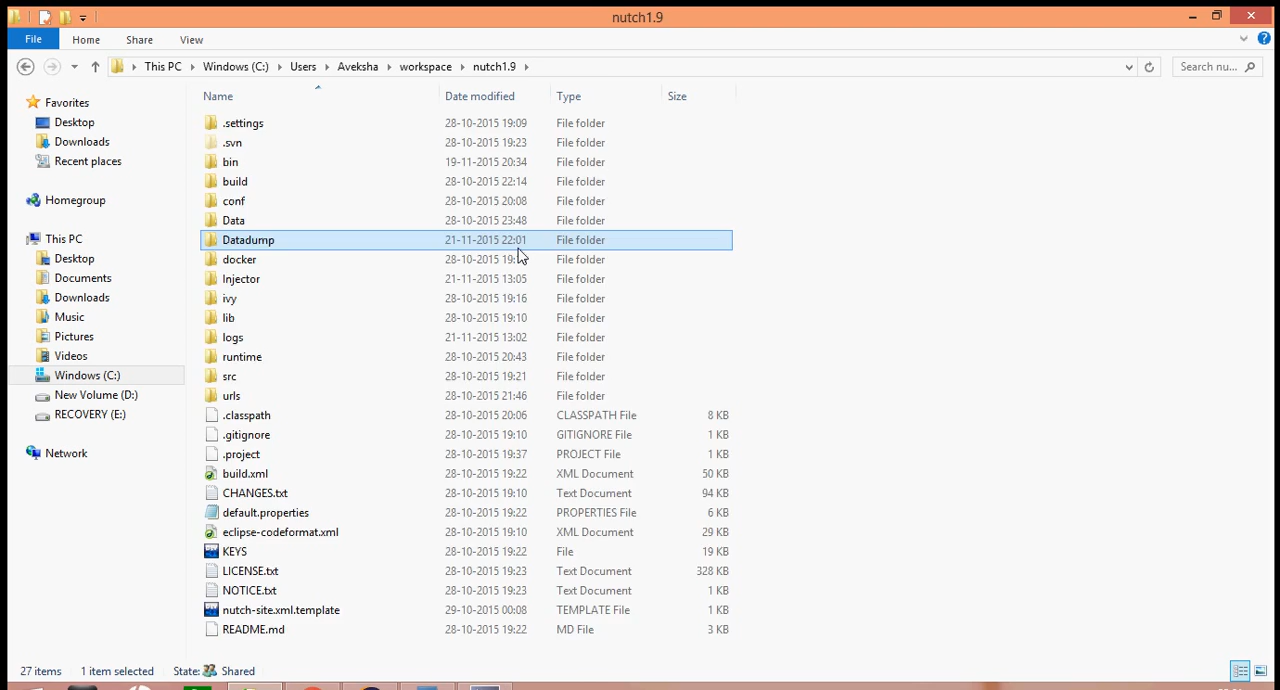 nutch1.9
File Home Share View
This PC Windows (C:) Users Aveksha workspace nutch1.9 Search nu...
Name Date modified Type Size
Favorites
Desktop
Downloads
Recent places
Homegroup
This PC
Desktop
Documents
Downloads
Music
Pictures
Videos
Windows (C:)
New Volume (D:)
RECOVERY (E:)
Network
.settings 28-10-2015 19:09 File folder
.svn 28-10-2015 19:23 File folder
bin 19-11-2015 20:34 File folder
build 28-10-2015 22:14 File folder
conf 28-10-2015 20:08 File folder
Data 28-10-2015 23:48 File folder
Datadump 21-11-2015 22:01 File folder
docker 28-10-2015 File folder
Injector 21-11-2015 13:05 File folder
ivy 28-10-2015 19:16 File folder
lib 28-10-2015 19:10 File folder
logs 21-11-2015 13:02 File folder
runtime 28-10-2015 20:43 File folder
src 28-10-2015 19:21 File folder
urls 28-10-2015 21:46 File folder
.classpath 28-10-2015 20:06 CLASSPATH File 8 KB
.gitignore 28-10-2015 19:10 GITIGNORE File 1 KB
.project 28-10-2015 19:37 PROJECT File 1 KB
build.xml 28-10-2015 19:22 XML Document 50 KB
CHANGES.txt 28-10-2015 19:10 Text Document 94 KB
default.properties 28-10-2015 19:22 PROPERTIES File 6 KB
eclipse-codeformat.xml 28-10-2015 19:10 XML Document 29 KB
KEYS 28-10-2015 19:22 File 19 KB
LICENSE.txt 28-10-2015 19:23 Text Document 328 KB
NOTICE.txt 28-10-2015 19:23 Text Document 1 KB
nutch-site.xml.template 29-10-2015 00:08 TEMPLATE File 1 KB
README.md 28-10-2015 19:22 MD File 3 KB
27 items 1 item selected State: Shared